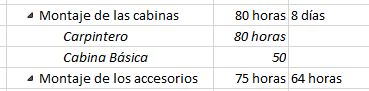 Montaje de las cabinas 80 horas 8 días
Carpintero 80 horas
Cabina Básica 50
Montaje de los accesorios 75 horas 64 horas